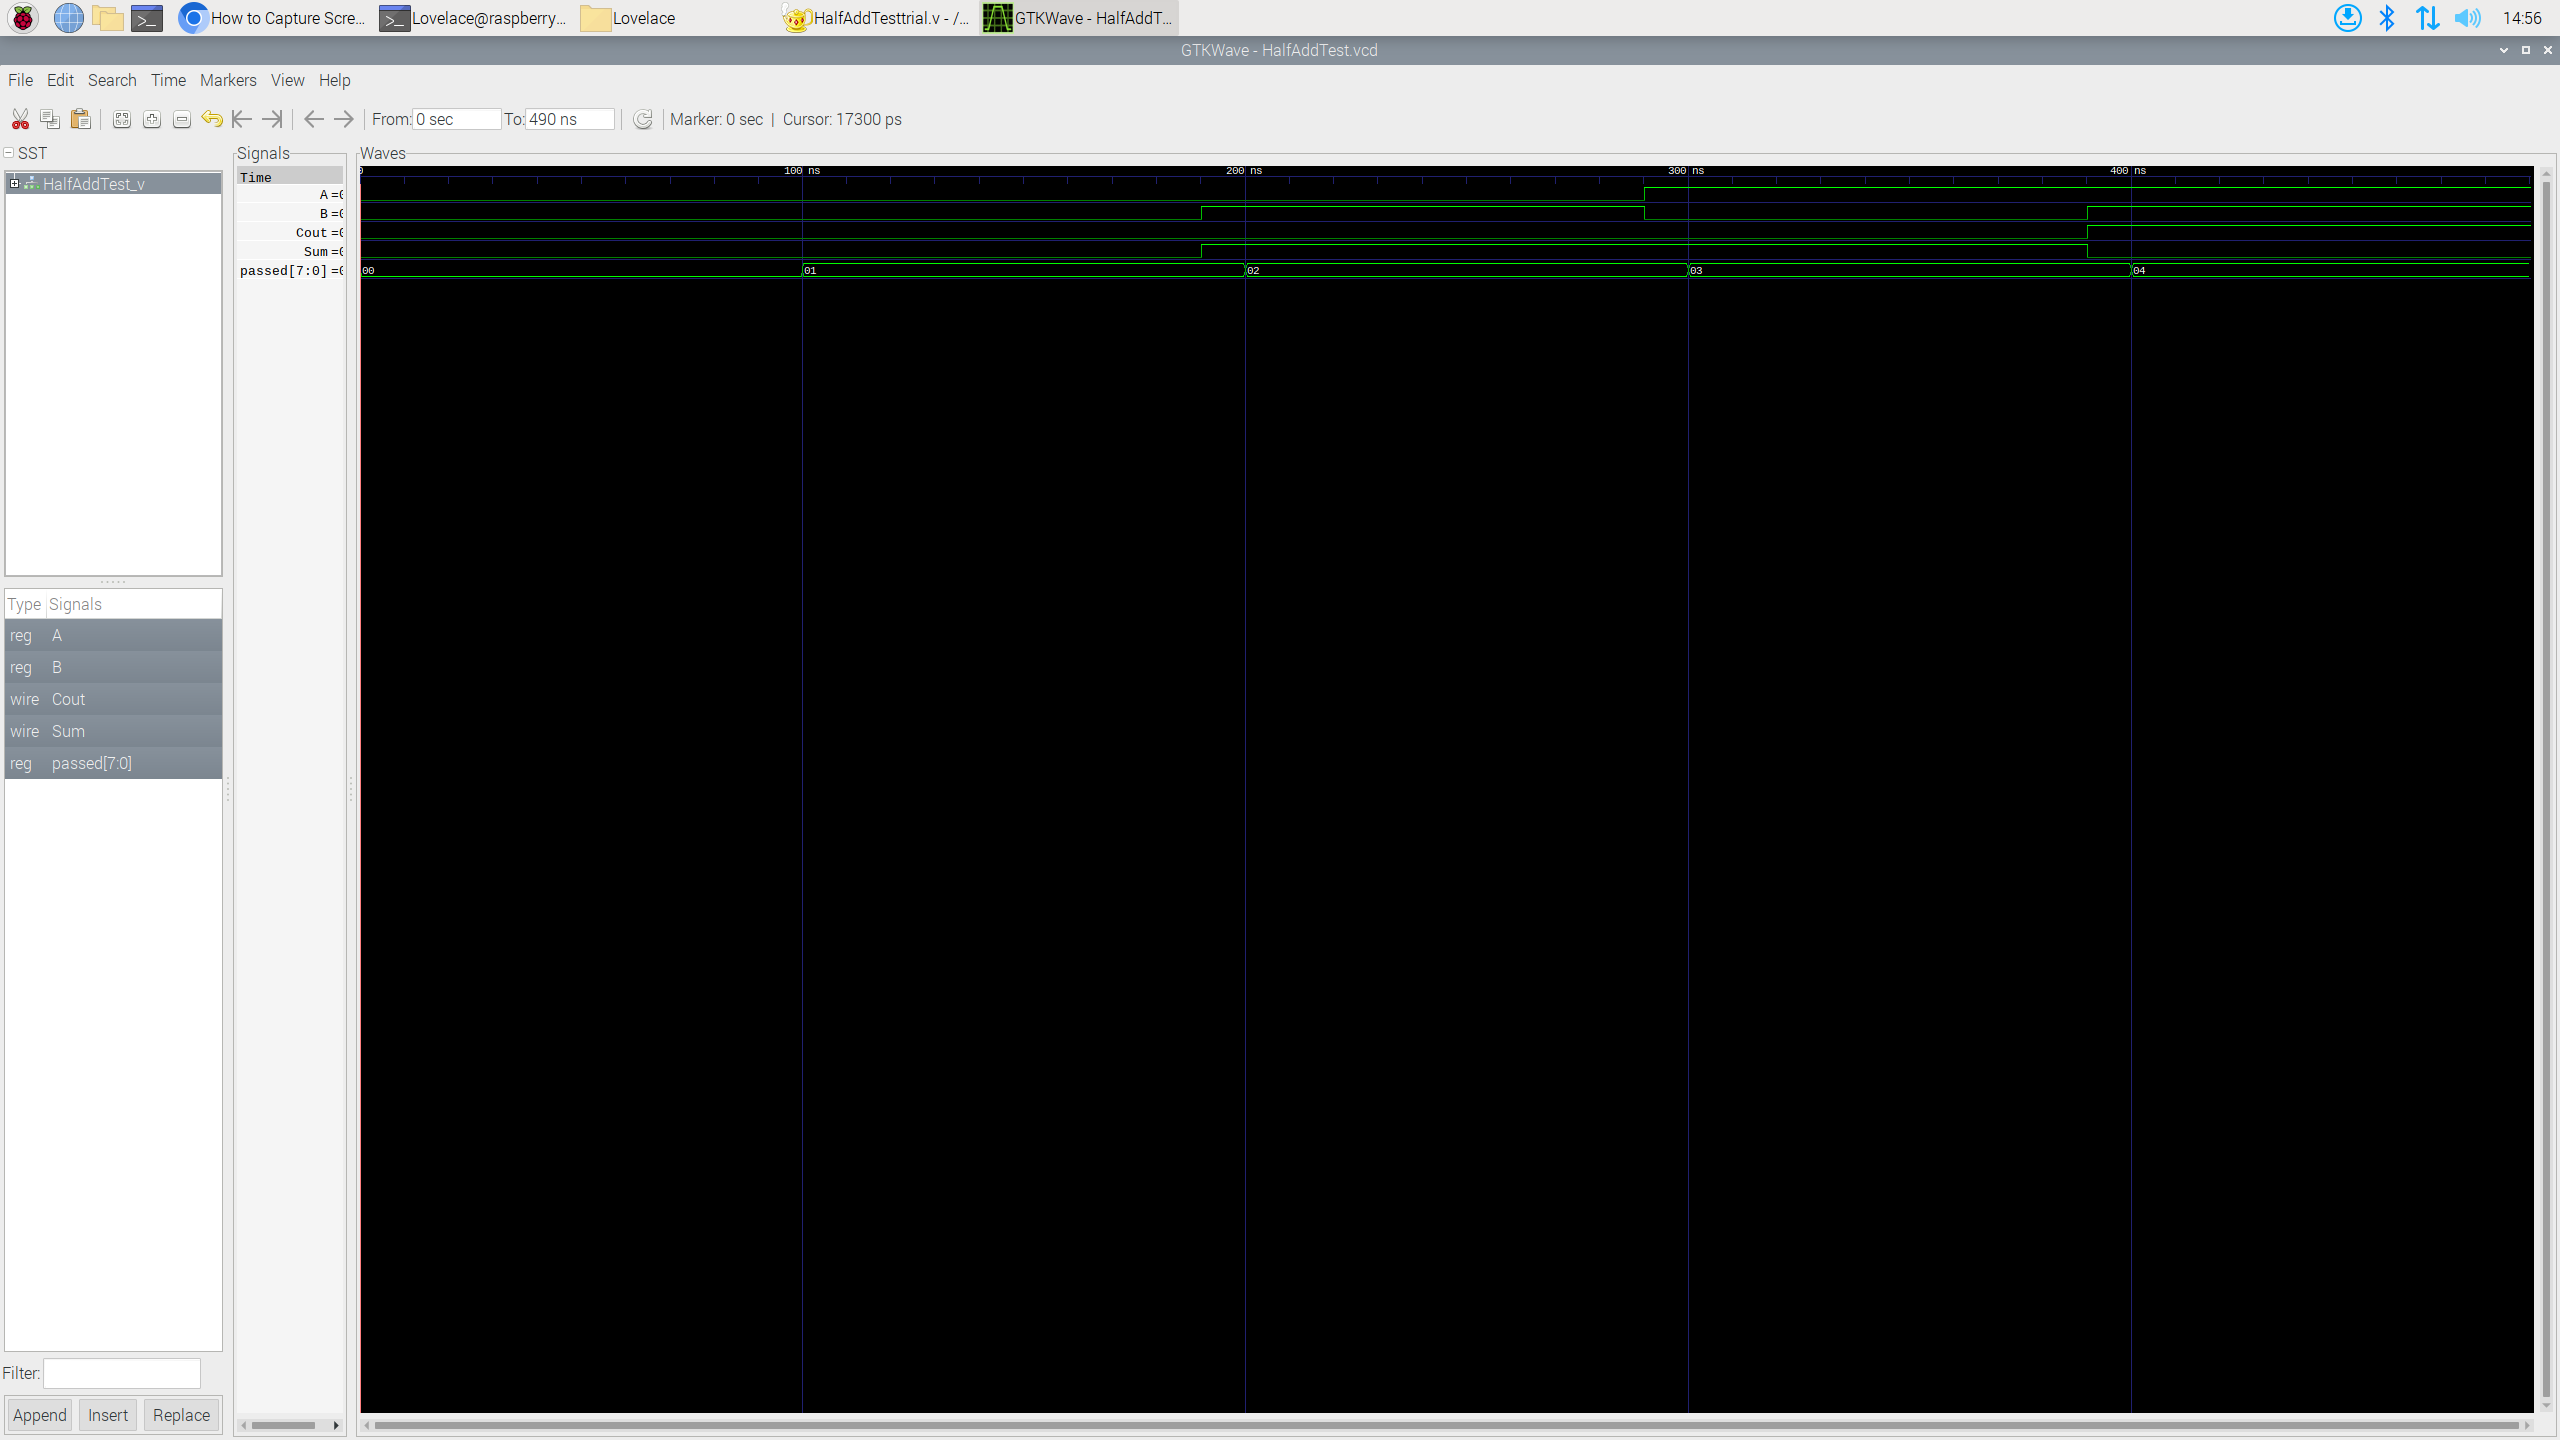 How to Capture Scre...
Lovelace@raspberry...
Lovelace
HalfAddTesttrial.v - /...
GTKWave - HalfAddT...
14:56
GTKWave - HalfAddTest.vcd
File Edit Search Time Markers View Help
From: 0 sec To: 490 ns Marker: 0 sec | Cursor: 17300 ps
SST
HalfAddTest_v
Type Signals
reg A
reg B
wire Cout
wire Sum
reg passed[7:0]
Filter:
Append Insert Replace
Signals
Time
A =0
B =0
Cout =0
Sum =0
passed[7:0] =0
Waves
0 100 ns 200 ns 300 ns 400 ns
00 01 02 03 04